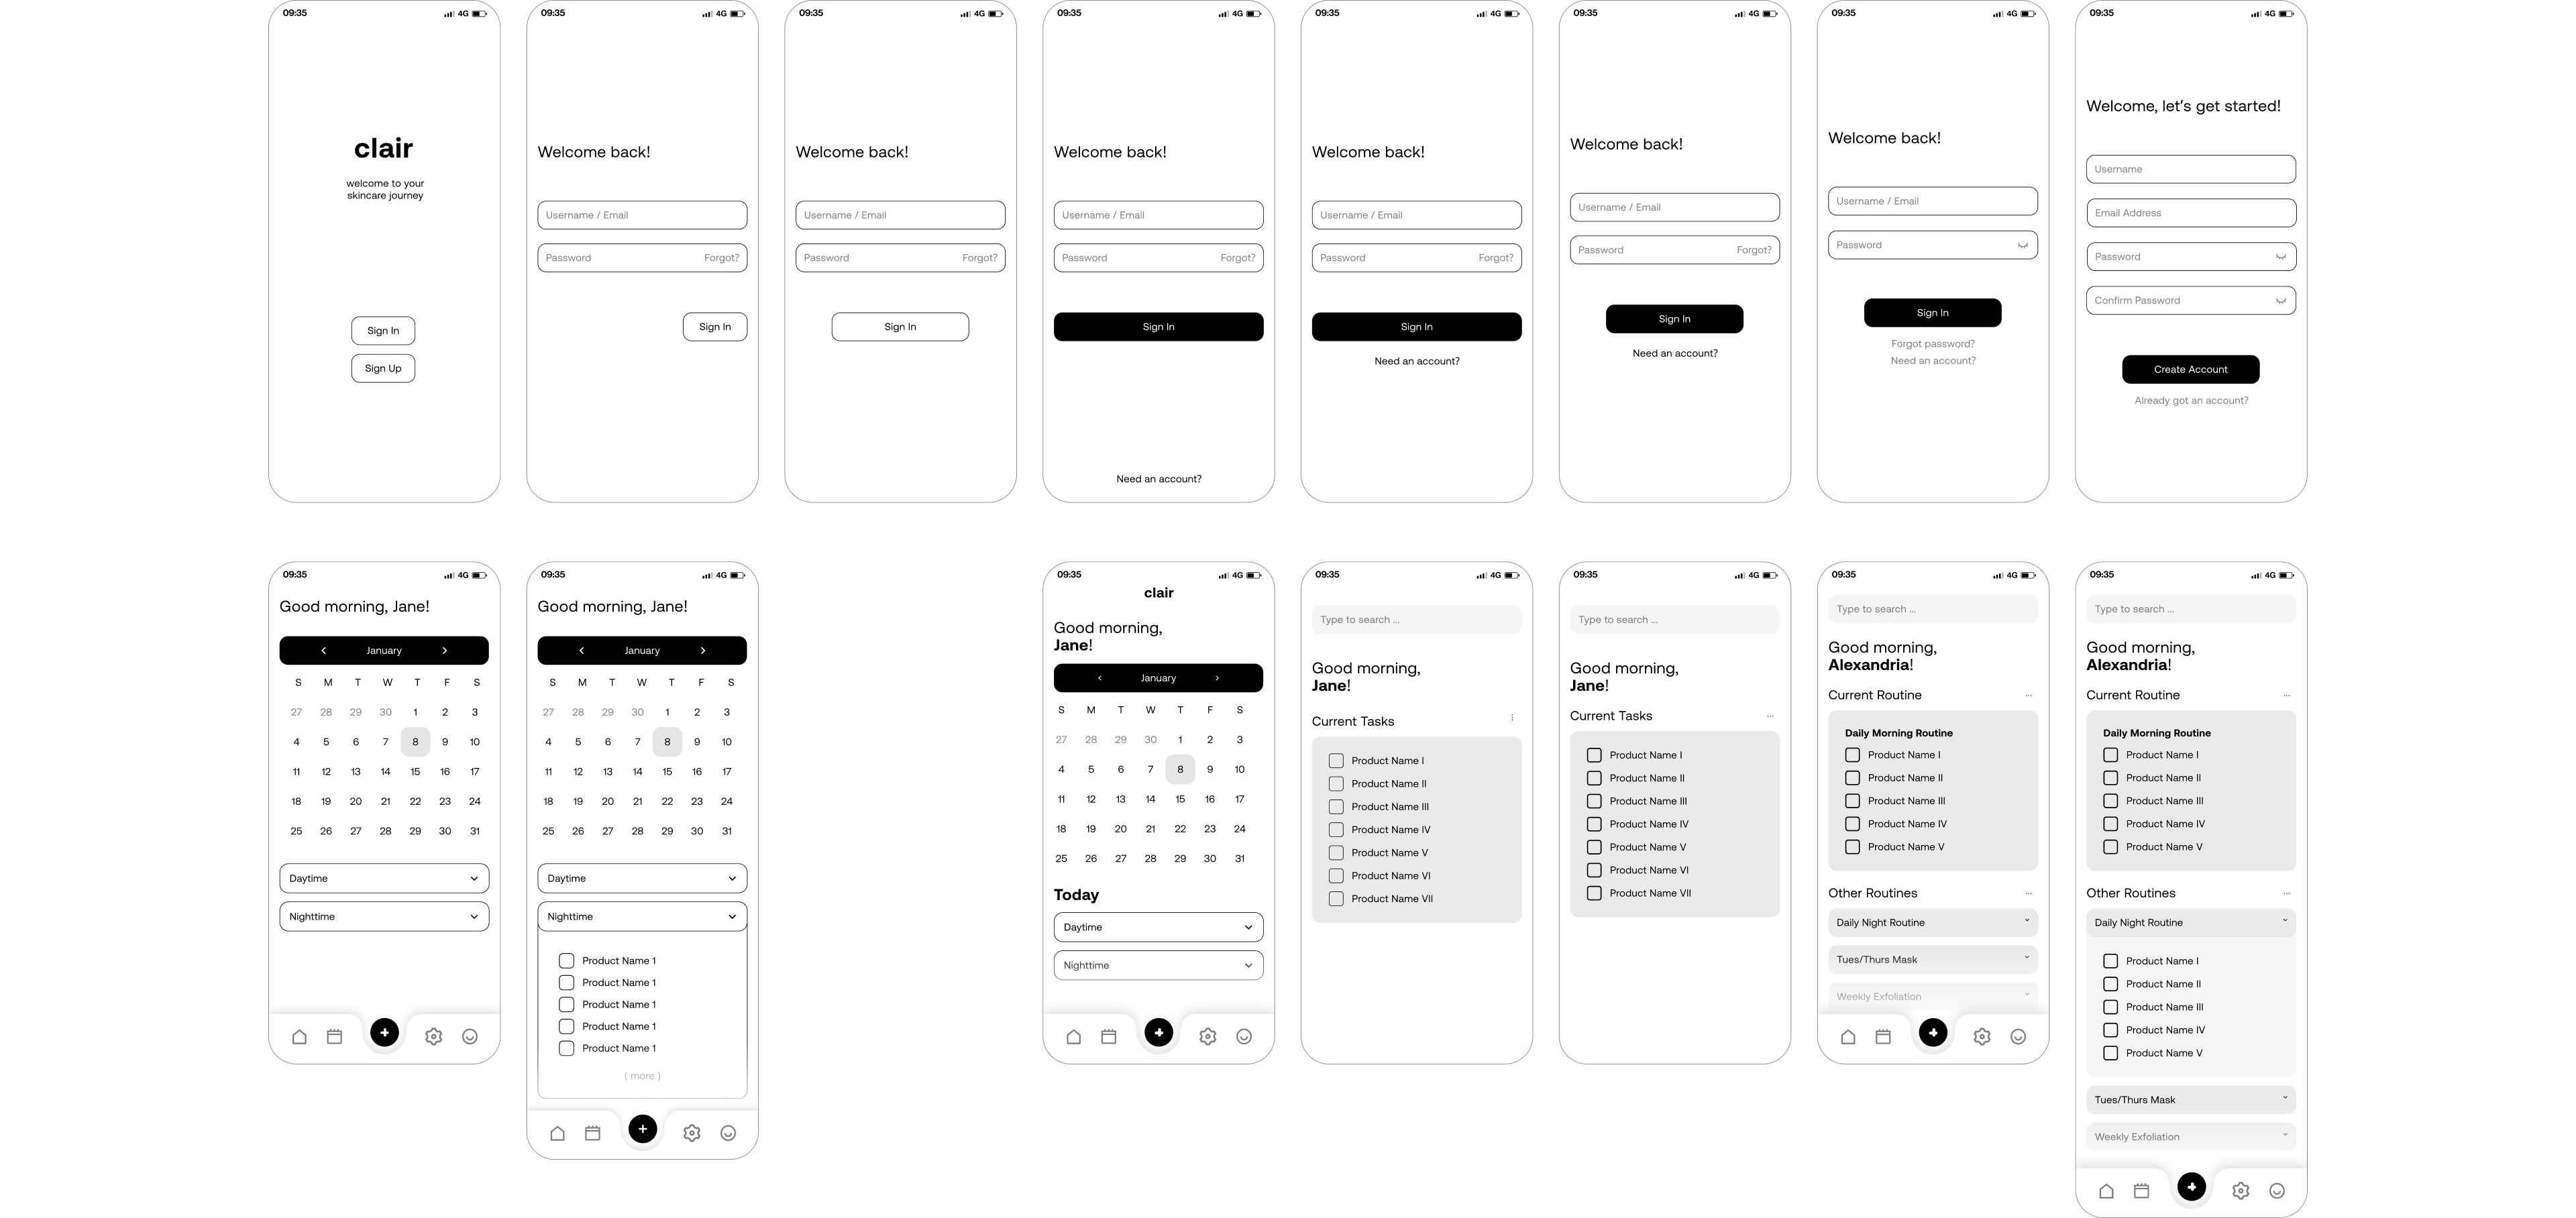 09:35
4G
clair
welcome to your
skincare journey
Sign In
Sign Up
09:35
4G
Welcome back!
Username / Email
Password Forgot?
Sign In
09:35
4G
Welcome back!
Username / Email
Password Forgot?
Sign In
09:35
4G
Welcome back!
Username / Email
Password Forgot?
Sign In
Need an account?
09:35
4G
Welcome back!
Username / Email
Password Forgot?
Sign In
Need an account?
09:35
4G
Welcome back!
Username / Email
Password Forgot?
Sign In
Need an account?
09:35
4G
Welcome back!
Username / Email
Password
Sign In
Forgot password?
Need an account?
09:35
4G
Welcome, let's get started!
Username
Email Address
Password
Confirm Password
Create Account
Already got an account?
09:35
4G
Good morning, Jane!
January
S M T W T F S
27 28 29 30 1 2 3
4 5 6 7 8 9 10
11 12 13 14 15 16 17
18 19 20 21 22 23 24
25 26 27 28 29 30 31
Daytime
Nighttime
09:35
4G
Good morning, Jane!
January
S M T W T F S
27 28 29 30 1 2 3
4 5 6 7 8 9 10
11 12 13 14 15 16 17
18 19 20 21 22 23 24
25 26 27 28 29 30 31
Daytime
Nighttime
Product Name 1
Product Name 1
Product Name 1
Product Name 1
Product Name 1
( more )
09:35
4G
clair
Good morning,
Jane!
January
S M T W T F S
27 28 29 30 1 2 3
4 5 6 7 8 9 10
11 12 13 14 15 16 17
18 19 20 21 22 23 24
25 26 27 28 29 30 31
Today
Daytime
Nighttime
09:35
4G
Type to search ...
Good morning,
Jane!
Current Tasks
Product Name I
Product Name II
Product Name III
Product Name IV
Product Name V
Product Name VI
Product Name VII
09:35
4G
Type to search ...
Good morning,
Jane!
Current Tasks
Product Name I
Product Name II
Product Name III
Product Name IV
Product Name V
Product Name VI
Product Name VII
09:35
4G
Type to search ...
Good morning,
Alexandria!
Current Routine
Daily Morning Routine
Product Name I
Product Name II
Product Name III
Product Name IV
Product Name V
Other Routines
Daily Night Routine
Tues/Thurs Mask
Weekly Exfoliation
09:35
4G
Type to search ...
Good morning,
Alexandria!
Current Routine
Daily Morning Routine
Product Name I
Product Name II
Product Name III
Product Name IV
Product Name V
Other Routines
Daily Night Routine
Product Name I
Product Name II
Product Name III
Product Name IV
Product Name V
Tues/Thurs Mask
Weekly Exfoliation